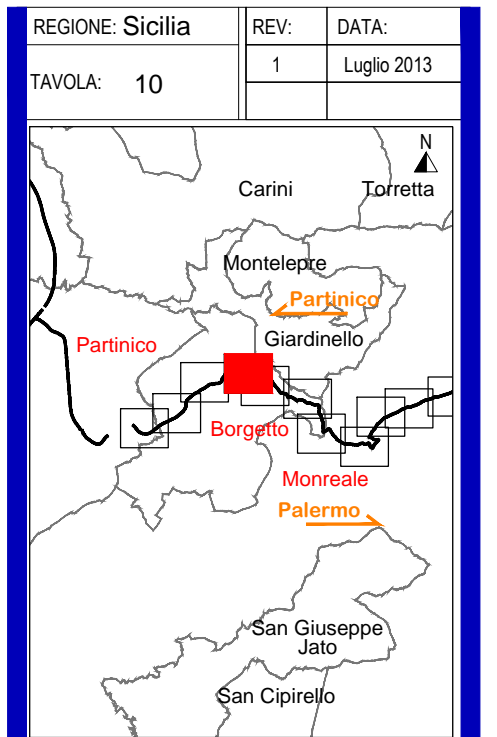 REGIONE: Sicilia
REV:
DATA:
TAVOLA: 10
1
Luglio 2013
N
Carini
Torretta
Montelepre
Partinico
Giardinello
Partinico
Borgetto
Monreale
Palermo
San Giuseppe
Jato
San Cipirello